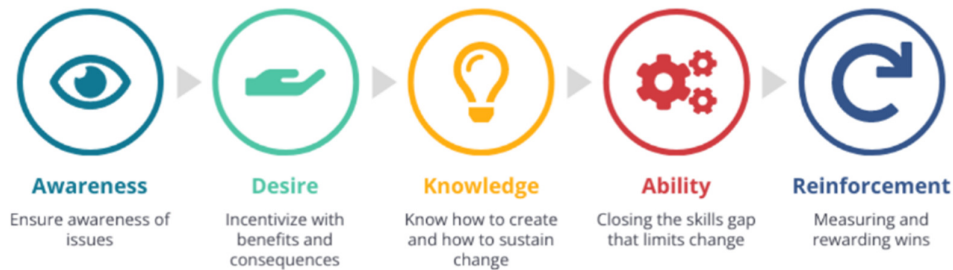 Awareness
Ensure awareness of
issues
Desire
Incentivize with
benefits and
consequences
Knowledge
Know how to create
and how to sustain
change
Ability
Closing the skills gap
that limits change
Reinforcement
Measuring and
rewarding wins